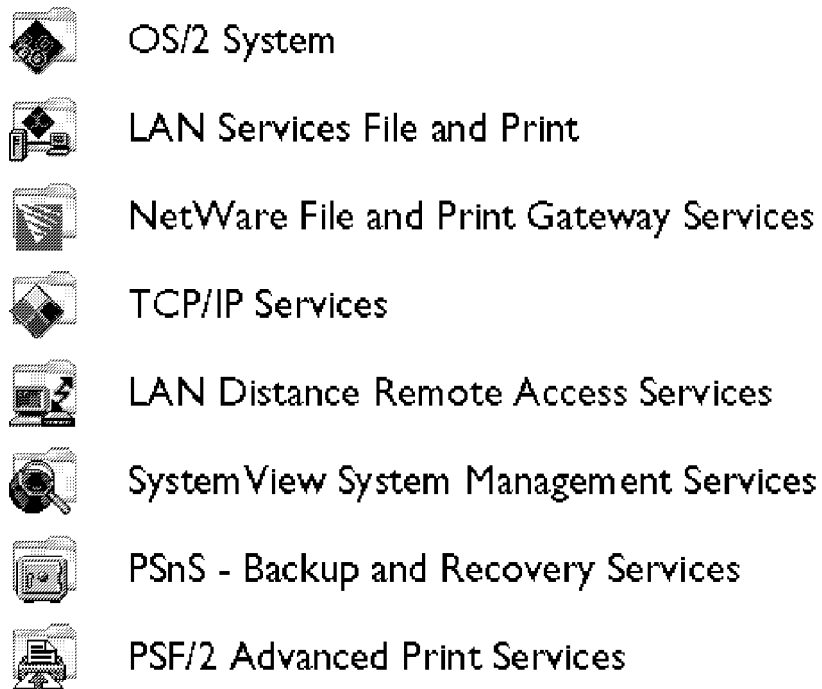 OS/2 System
LAN Services File and Print
NetWare File and Print Gateway Services
TCP/IP Services
LAN Distance Remote Access Services
SystemView System Management Services
PSnS - Backup and Recovery Services
PSF/2 Advanced Print Services